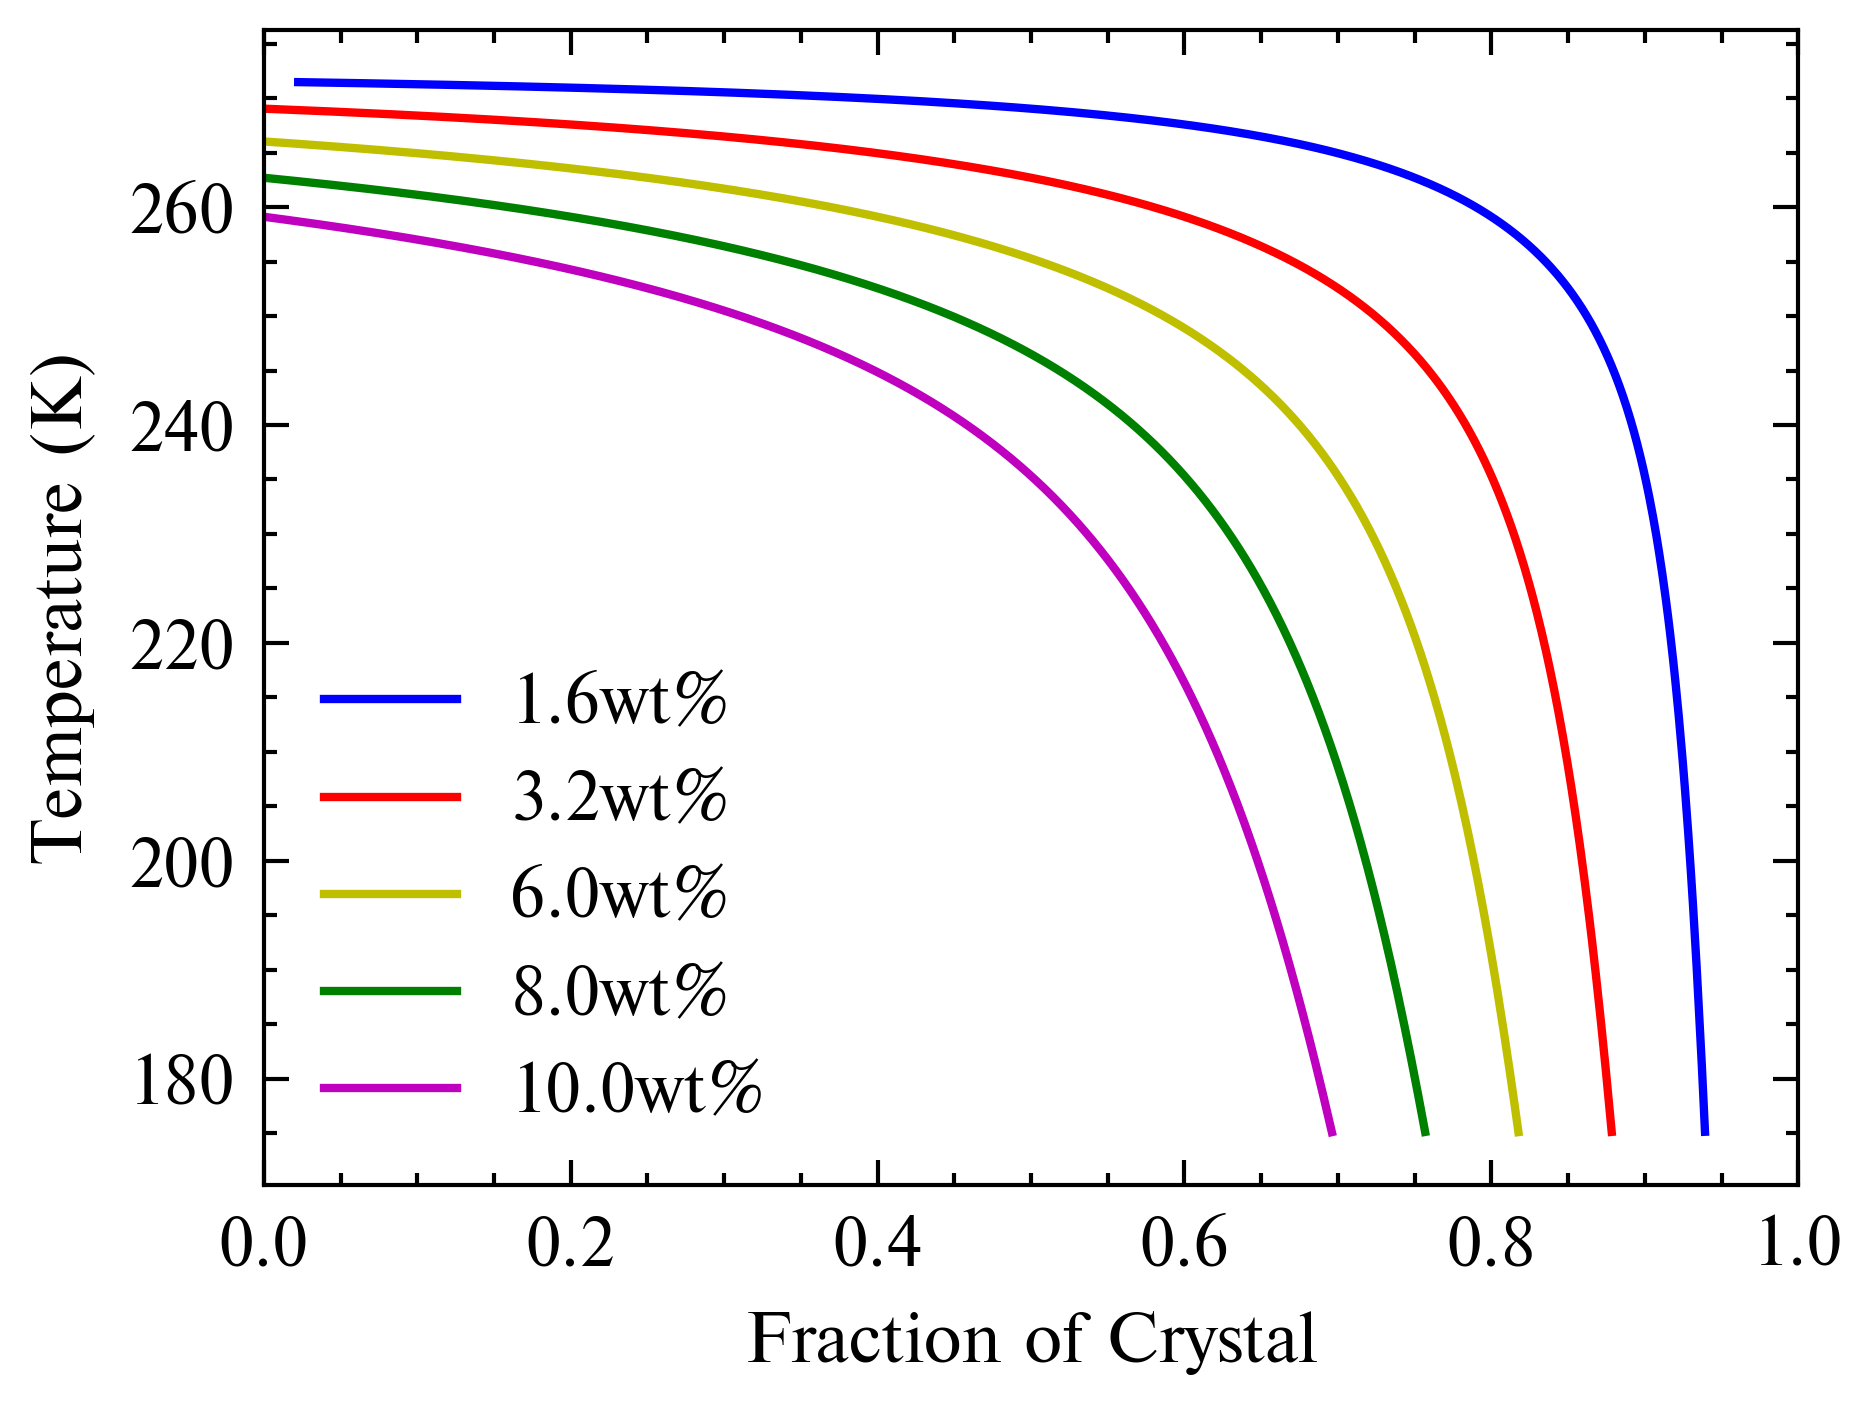 Temperature (K)
260
240
220
200
180
1.6wt%
3.2wt%
6.0wt%
8.0wt%
10.0wt%
0.0 0.2 0.4 0.6 0.8 1.0
Fraction of Crystal